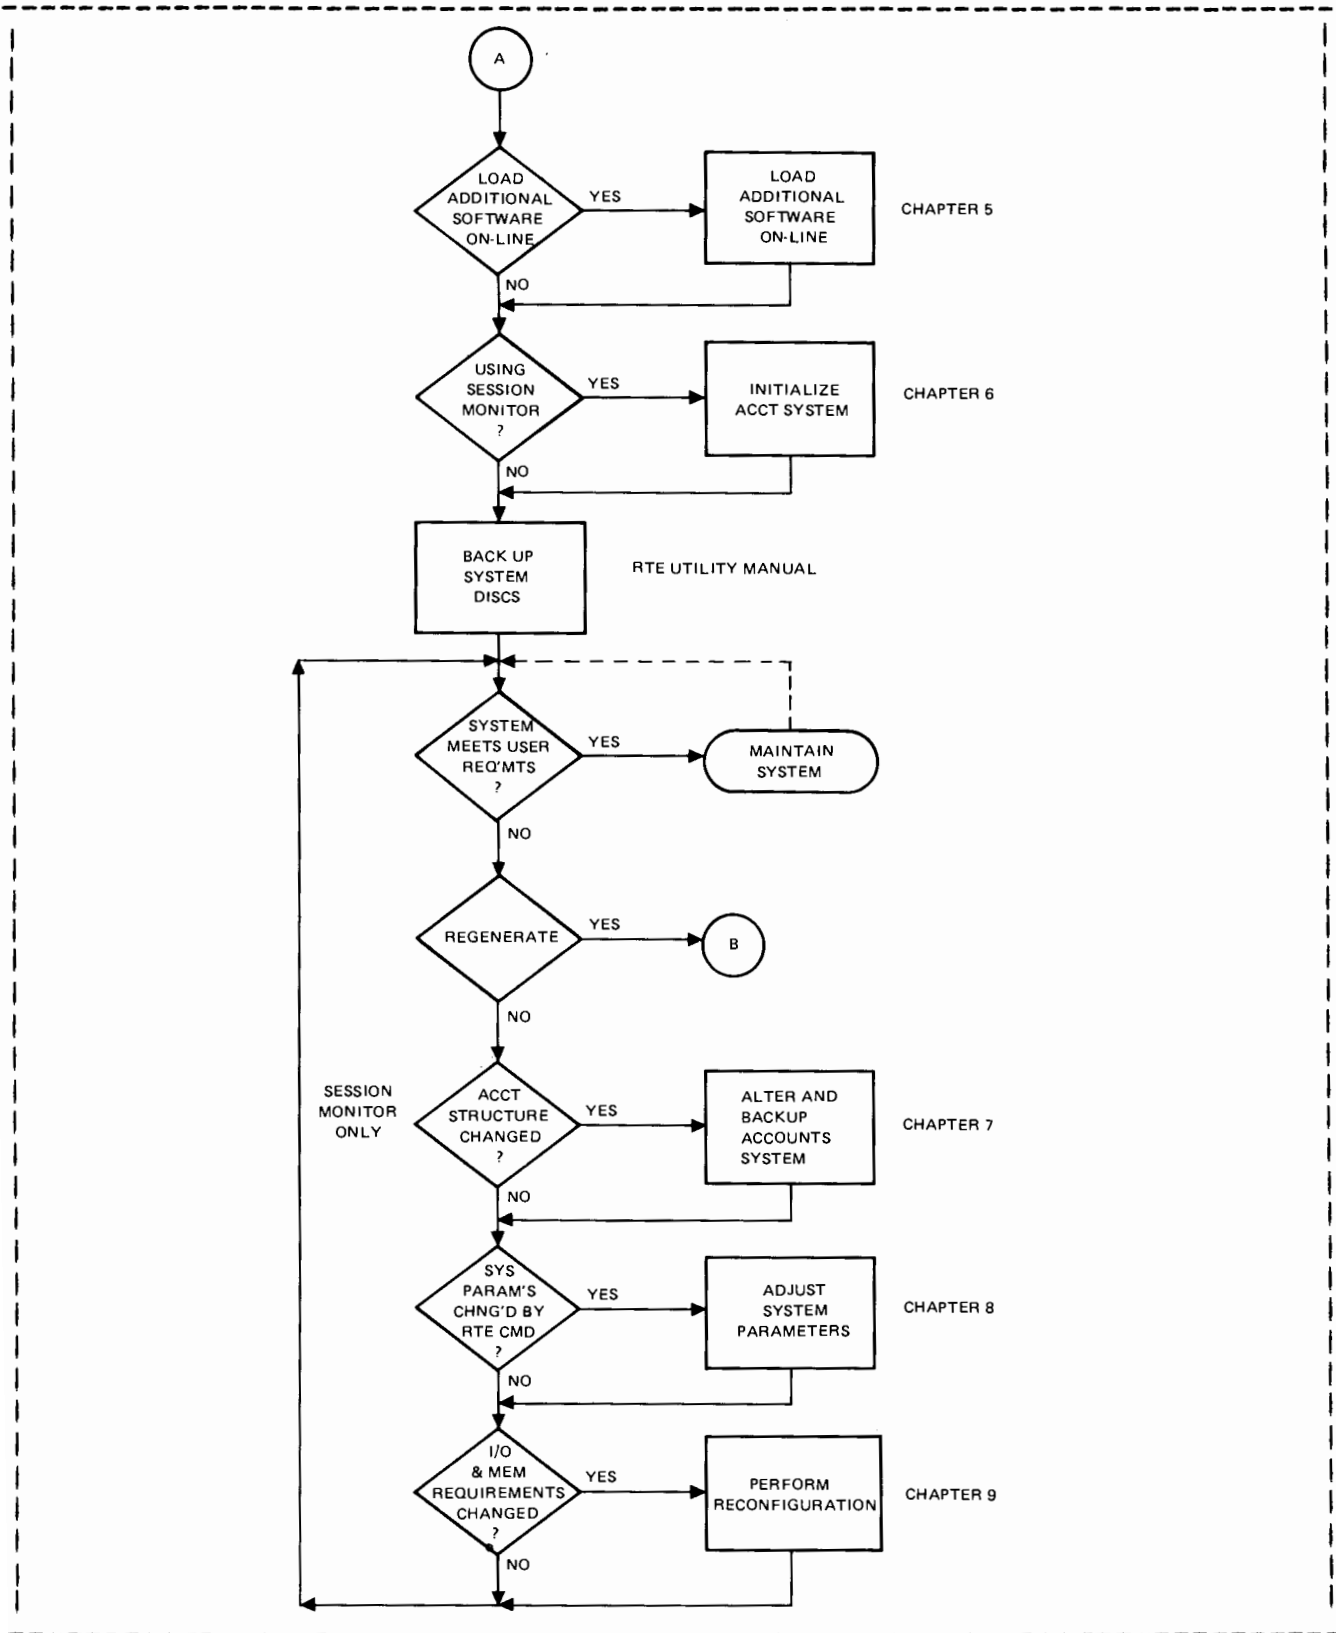 A
LOAD
ADDITIONAL
SOFTWARE
ON-LINE
YES
LOAD
ADDITIONAL
SOFTWARE
ON-LINE
CHAPTER 5
NO
USING
SESSION
MONITOR
?
YES
INITIALIZE
ACCT SYSTEM
CHAPTER 6
NO
BACK UP
SYSTEM
DISCS
RTE UTILITY MANUAL
SYSTEM
MEETS USER
REQ'MTS
?
YES
MAINTAIN
SYSTEM
NO
REGENERATE
YES
B
NO
SESSION
MONITOR
ONLY
ACCT
STRUCTURE
CHANGED
?
YES
ALTER AND
BACKUP
ACCOUNTS
SYSTEM
CHAPTER 7
NO
SYS
PARAM'S
CHNG'D BY
RTE CMD
?
YES
ADJUST
SYSTEM
PARAMETERS
CHAPTER 8
NO
I/O
& MEM
REQUIREMENTS
CHANGED
?
YES
PERFORM
RECONFIGURATION
CHAPTER 9
NO